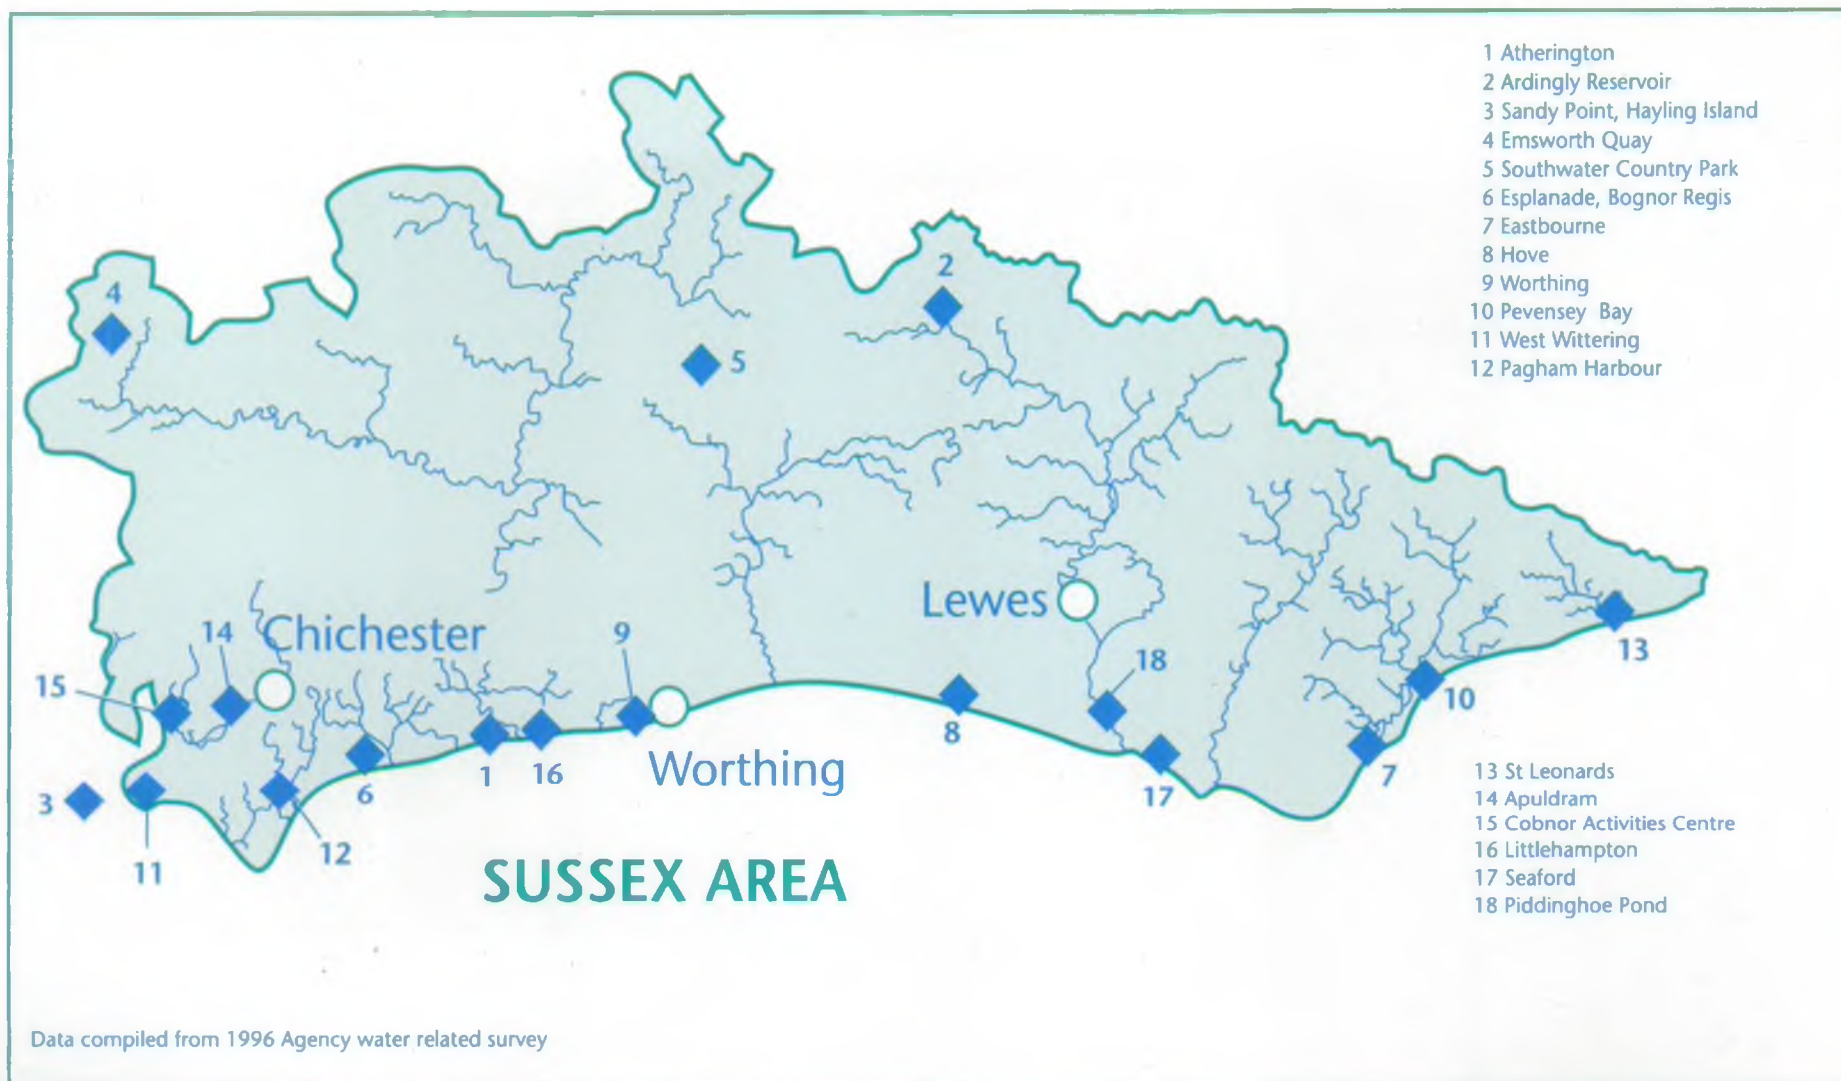 1 Atherington
2 Ardingly Reservoir
3 Sandy Point, Hayling Island
4 Emsworth Quay
5 Southwater Country Park
6 Esplanade, Bognor Regis
7 Eastbourne
8 Hove
9 Worthing
10 Pevensey Bay
11 West Wittering
12 Pagham Harbour
4
2
5
Lewes
14
Chichester
9
18
13
15
10
8
Worthing
3
6
1
16
17
7
11
12
SUSSEX AREA
13 St Leonards
14 Apuldram
15 Cobnor Activities Centre
16 Littlehampton
17 Seaford
18 Piddinghoe Pond
Data compiled from 1996 Agency water related survey